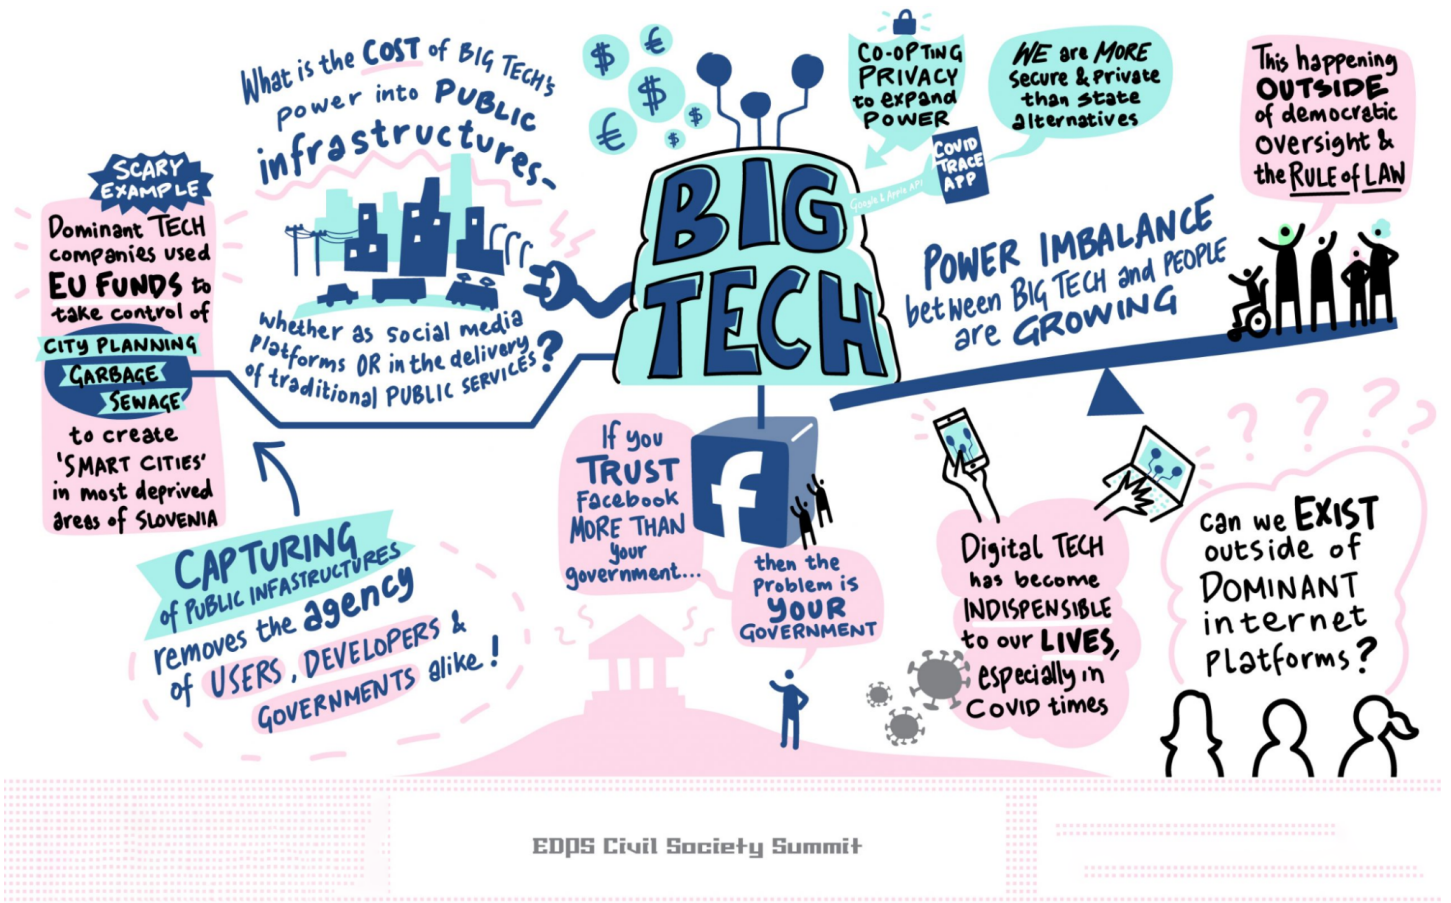 What is the COST of BIG TECH's
power into PUBLIC
infrastructures-
whether as social media
platforms OR in the delivery
of traditional PUBLIC SERVICES?
SCARY
EXAMPLE
Dominant TECH
companies used
EU FUNDS to
take control of
CITY PLANNING
GARBAGE
SEWAGE
to create
'SMART CITIES'
in most deprived
areas of SLOVENIA
CAPTURING
of PUBLIC INFASTRUCTURES
removes the agency
of USERS, DEVELOPERS &
GOVERNMENTS alike!
$
€
$
€
$
$
BIG
TECH
CO-OPTING
PRIVACY
to expand
POWER
WE are MORE
secure & private
than state
alternatives
COVID
TRACE
APP
Google & Apple API
This happening
OUTSIDE
of democratic
oversight &
the RULE of LAW
POWER IMBALANCE
between BIG TECH and PEOPLE
are GROWING
If you
TRUST
Facebook
MORE THAN
your
government...
f
then the
problem is
YOUR
GOVERNMENT
Digital TECH
has become
INDISPENSIBLE
to our LIVES,
especially in
COVID times
? ? ? ?
can we EXIST
outside of
DOMINANT
internet
PLATFORMS?
EDPS Civil Society Summit